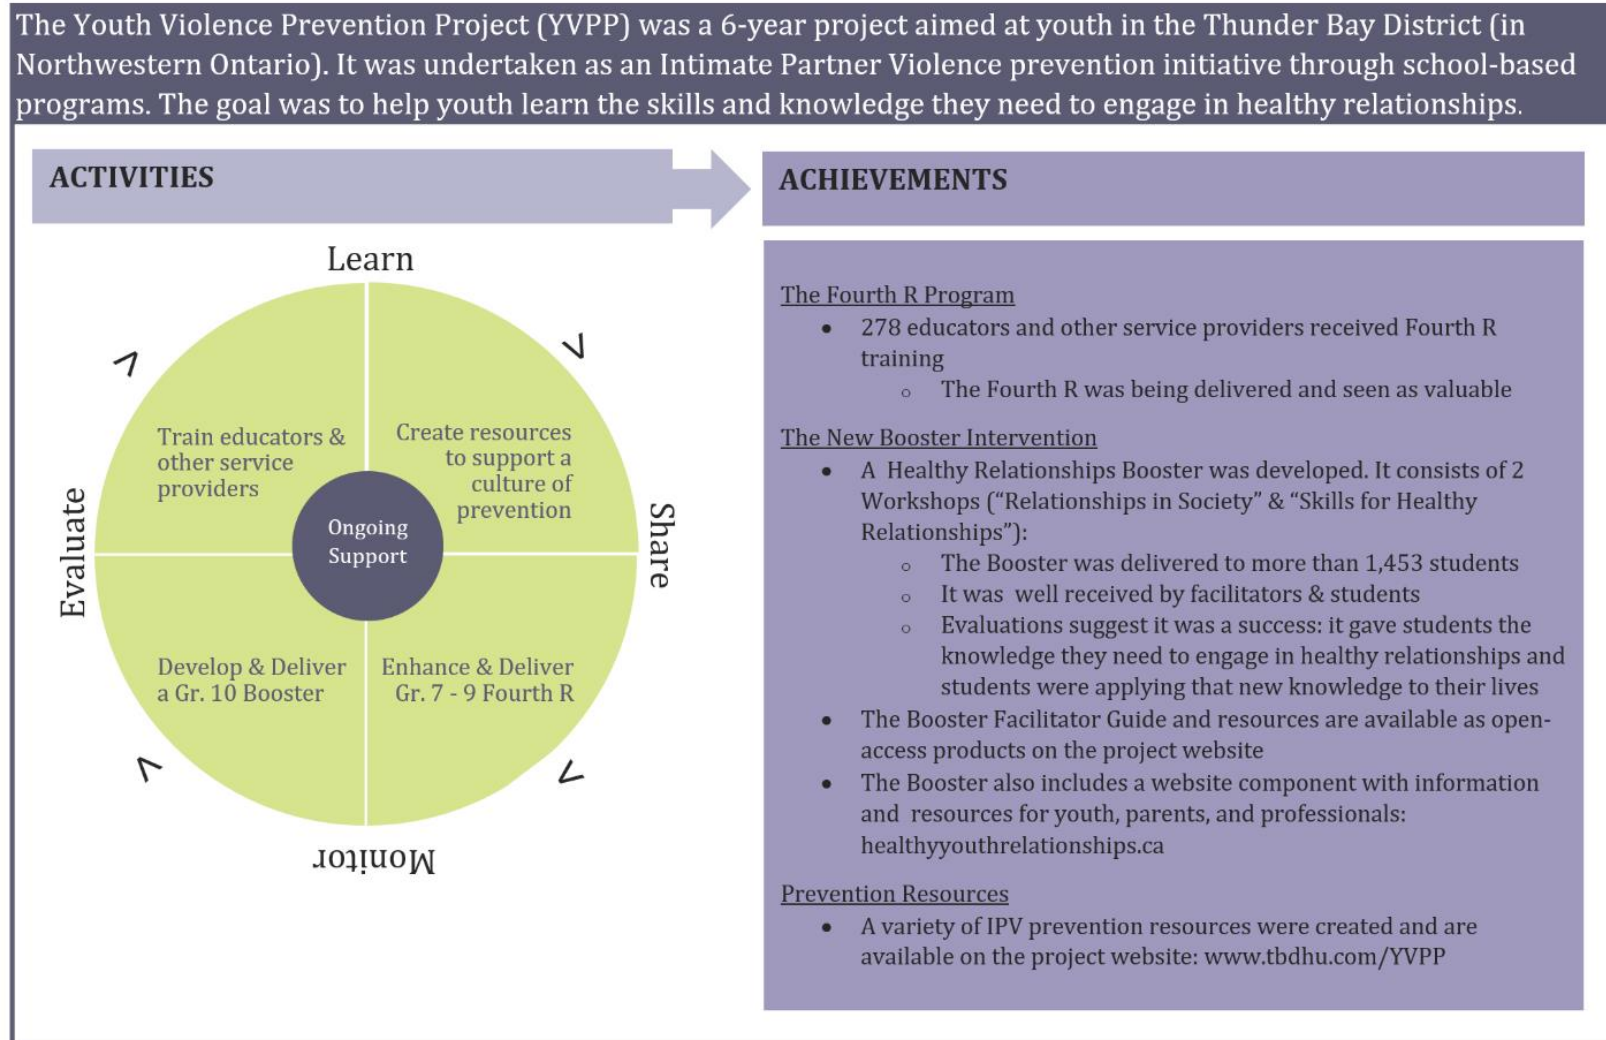 The Youth Violence Prevention Project (YVPP) was a 6-year project aimed at youth in the Thunder Bay District (in
Northwestern Ontario). It was undertaken as an Intimate Partner Violence prevention initiative through school-based
programs. The goal was to help youth learn the skills and knowledge they need to engage in healthy relationships.
ACTIVITIES
Learn
Train educators &
other service
providers
Create resources
to support a
culture of
prevention
Ongoing
Support
Evaluate
Share
Develop & Deliver
a Gr. 10 Booster
Enhance & Deliver
Gr. 7 - 9 Fourth R
Monitor
ACHIEVEMENTS
The Fourth R Program
• 278 educators and other service providers received Fourth R
training
o The Fourth R was being delivered and seen as valuable
The New Booster Intervention
• A Healthy Relationships Booster was developed. It consists of 2
Workshops (“Relationships in Society” & “Skills for Healthy
Relationships”):
o The Booster was delivered to more than 1,453 students
o It was well received by facilitators & students
o Evaluations suggest it was a success: it gave students the
knowledge they need to engage in healthy relationships and
students were applying that new knowledge to their lives
• The Booster Facilitator Guide and resources are available as open-
access products on the project website
• The Booster also includes a website component with information
and resources for youth, parents, and professionals:
healthyyouthrelationships.ca
Prevention Resources
• A variety of IPV prevention resources were created and are
available on the project website: www.tbdhu.com/YVPP